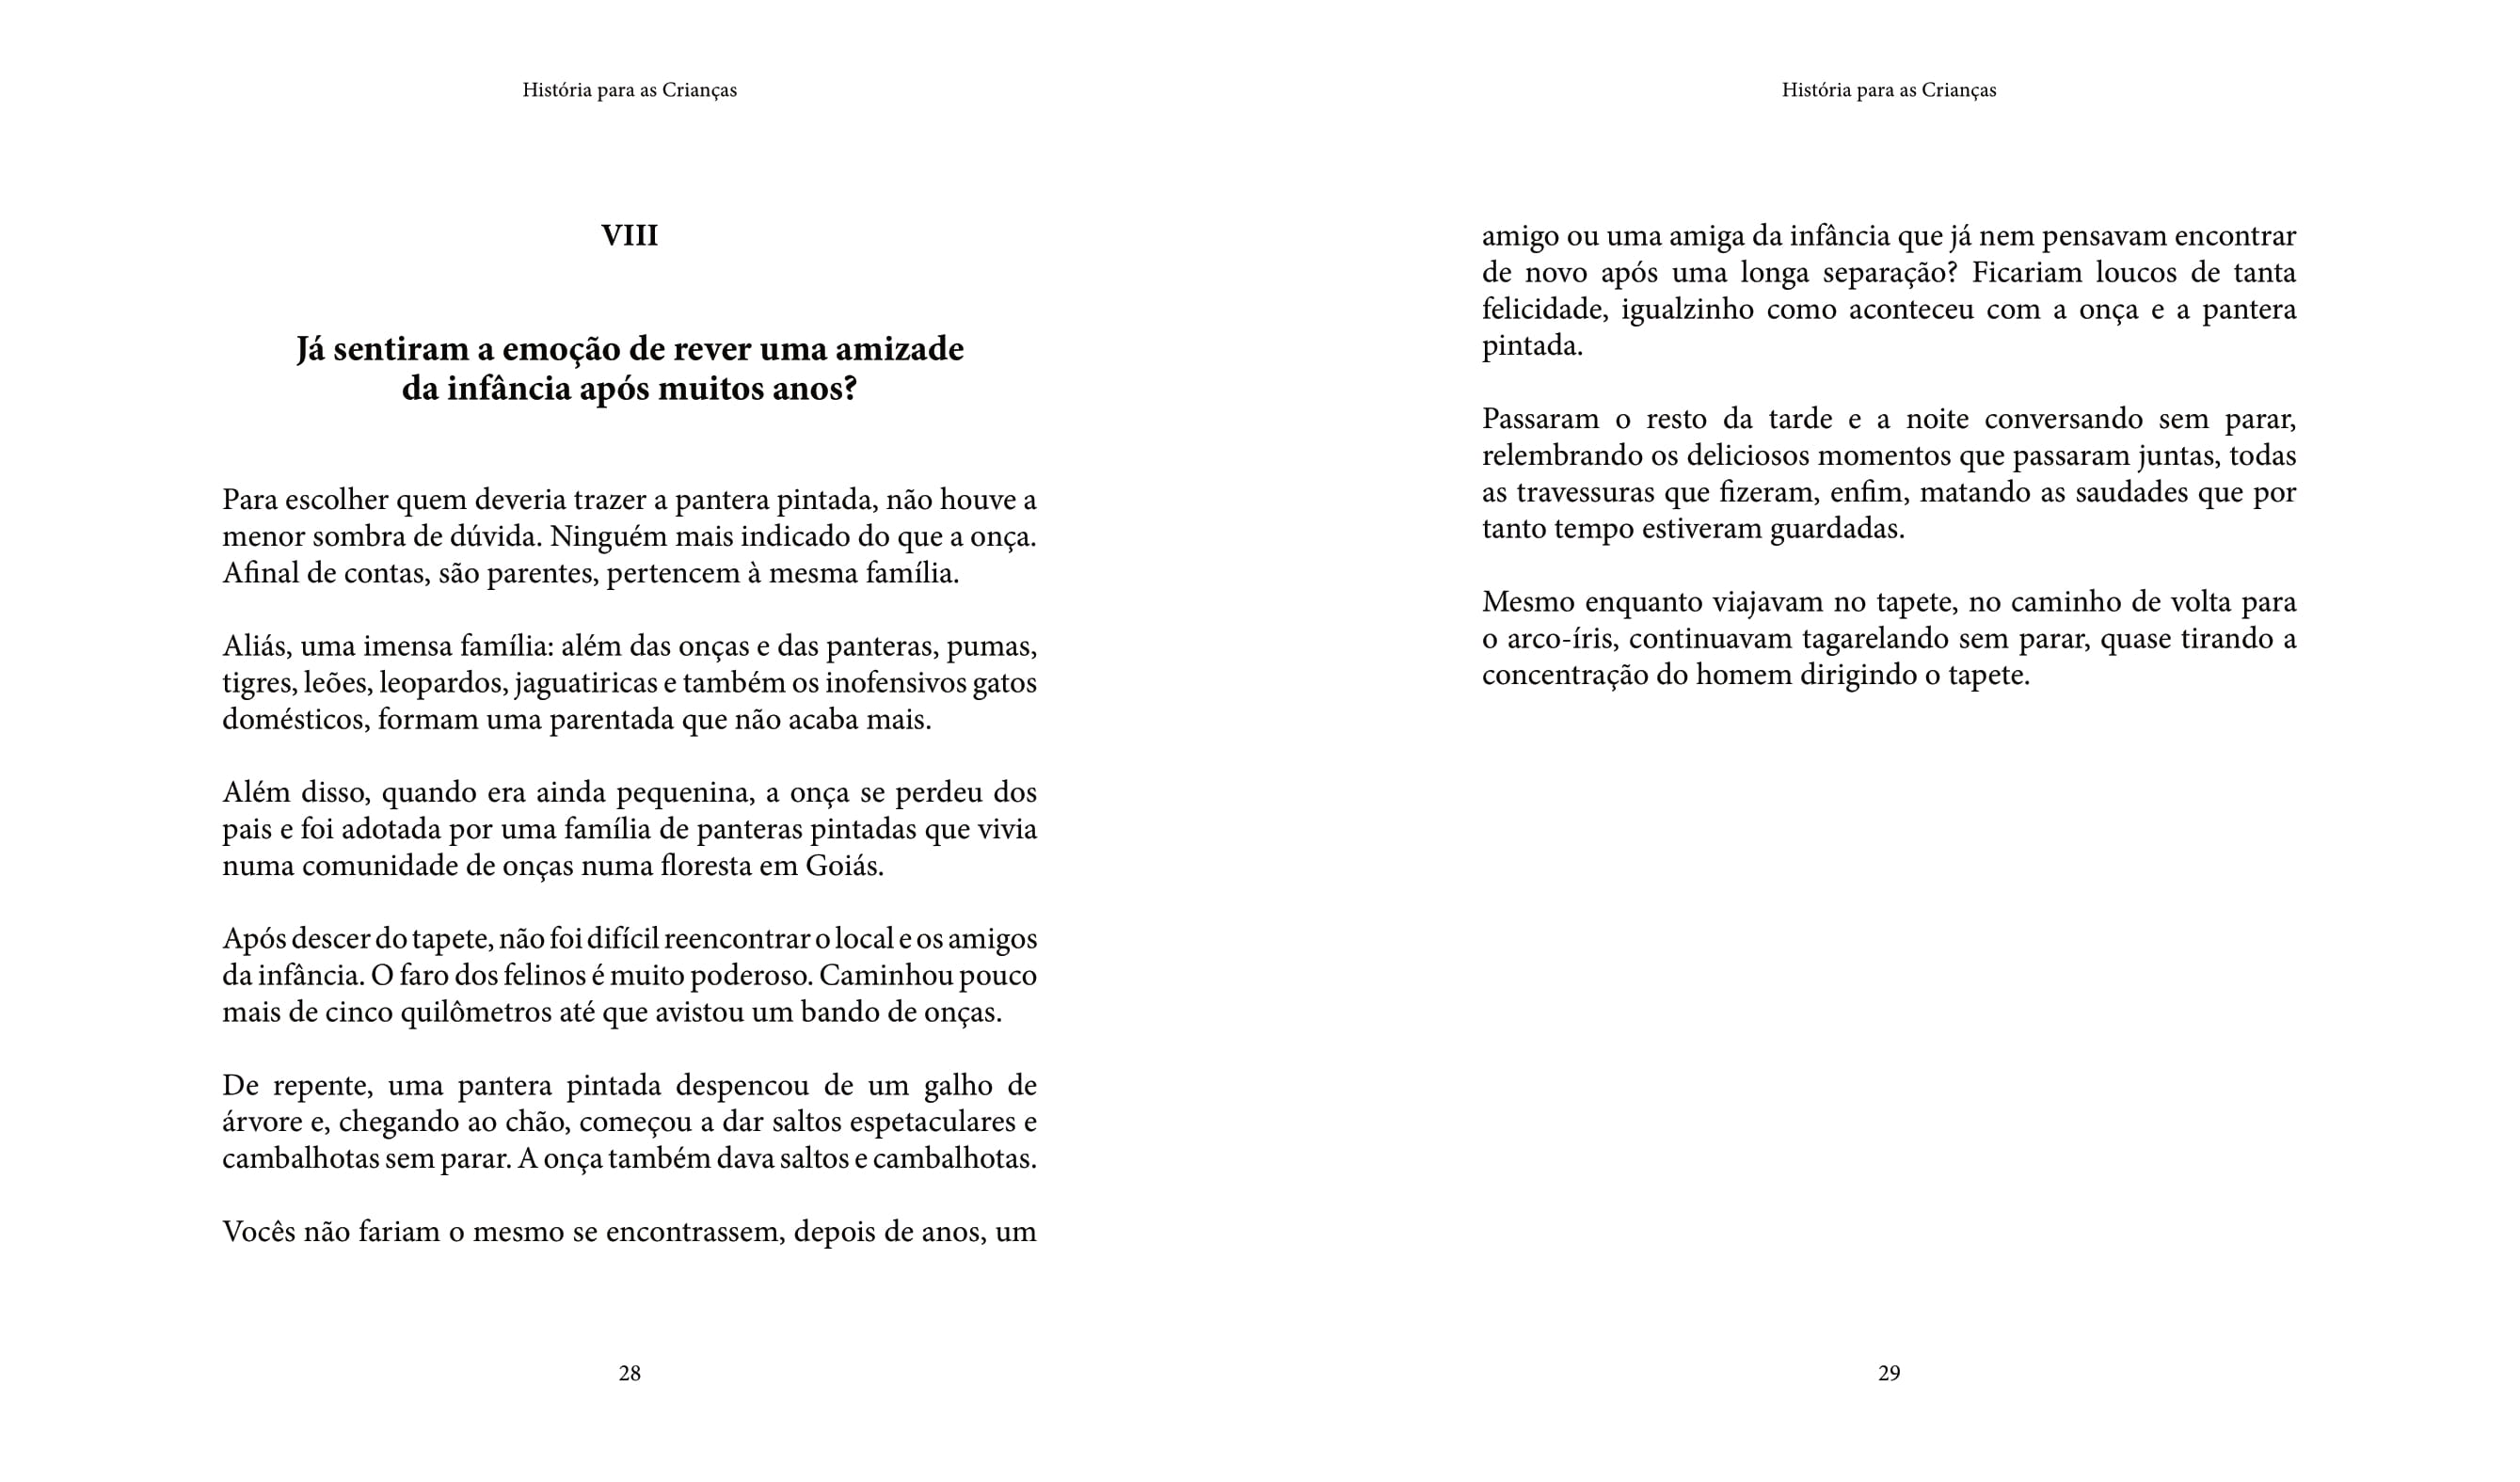 História para as Crianças
VIII
Já sentiram a emoção de rever uma amizade
da infância após muitos anos?
Para escolher quem deveria trazer a pantera pintada, não houve a
menor sombra de dúvida. Ninguém mais indicado do que a onça.
Afinal de contas, são parentes, pertencem à mesma família.
Aliás, uma imensa família: além das onças e das panteras, pumas,
tigres, leões, leopardos, jaguatiricas e também os inofensivos gatos
domésticos, formam uma parentada que não acaba mais.
Além disso, quando era ainda pequenina, a onça se perdeu dos
pais e foi adotada por uma família de panteras pintadas que vivia
numa comunidade de onças numa floresta em Goiás.
Após descer do tapete, não foi difícil reencontrar o local e os amigos
da infância. O faro dos felinos é muito poderoso. Caminhou pouco
mais de cinco quilômetros até que avistou um bando de onças.
De repente, uma pantera pintada despencou de um galho de
árvore e, chegando ao chão, começou a dar saltos espetaculares e
cambalhotas sem parar. A onça também dava saltos e cambalhotas.
Vocês não fariam o mesmo se encontrassem, depois de anos, um
28
História para as Crianças
amigo ou uma amiga da infância que já nem pensavam encontrar
de novo após uma longa separação? Ficariam loucos de tanta
felicidade, igualzinho como aconteceu com a onça e a pantera
pintada.
Passaram o resto da tarde e a noite conversando sem parar,
relembrando os deliciosos momentos que passaram juntas, todas
as travessuras que fizeram, enfim, matando as saudades que por
tanto tempo estiveram guardadas.
Mesmo enquanto viajavam no tapete, no caminho de volta para
o arco-íris, continuavam tagarelando sem parar, quase tirando a
concentração do homem dirigindo o tapete.
29